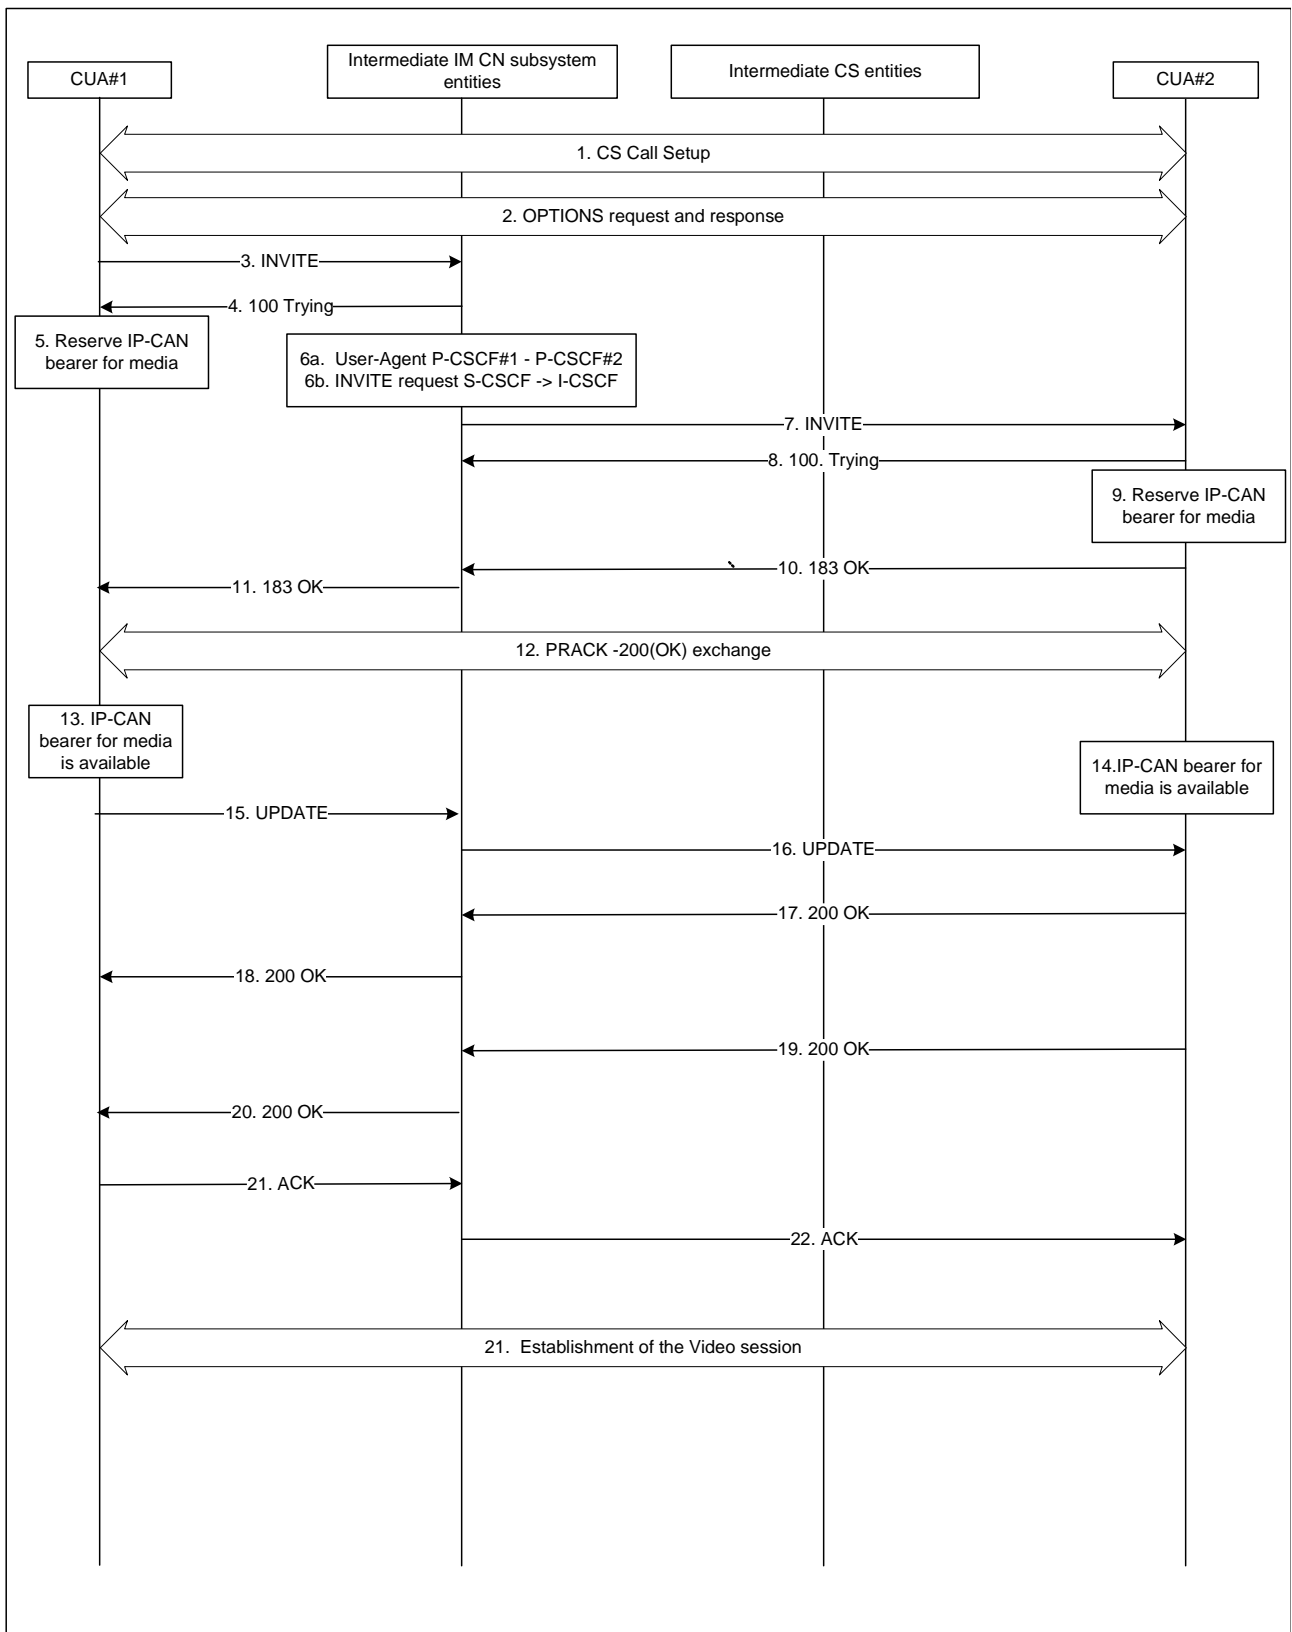 CUA#1
Intermediate IM CN subsystem
entities
Intermediate CS entities
CUA#2
1. CS Call Setup
2. OPTIONS request and response
3. INVITE
4. 100 Trying
5. Reserve IP-CAN
bearer for media
6a. User-Agent P-CSCF#1 - P-CSCF#2
6b. INVITE request S-CSCF -> I-CSCF
7. INVITE
8. 100. Trying
9. Reserve IP-CAN
bearer for media
10. 183 OK
11. 183 OK
12. PRACK -200(OK) exchange
13. IP-CAN
bearer for media
is available
14.IP-CAN bearer for
media is available
15. UPDATE
16. UPDATE
17. 200 OK
18. 200 OK
19. 200 OK
20. 200 OK
21. ACK
22. ACK
21. Establishment of the Video session